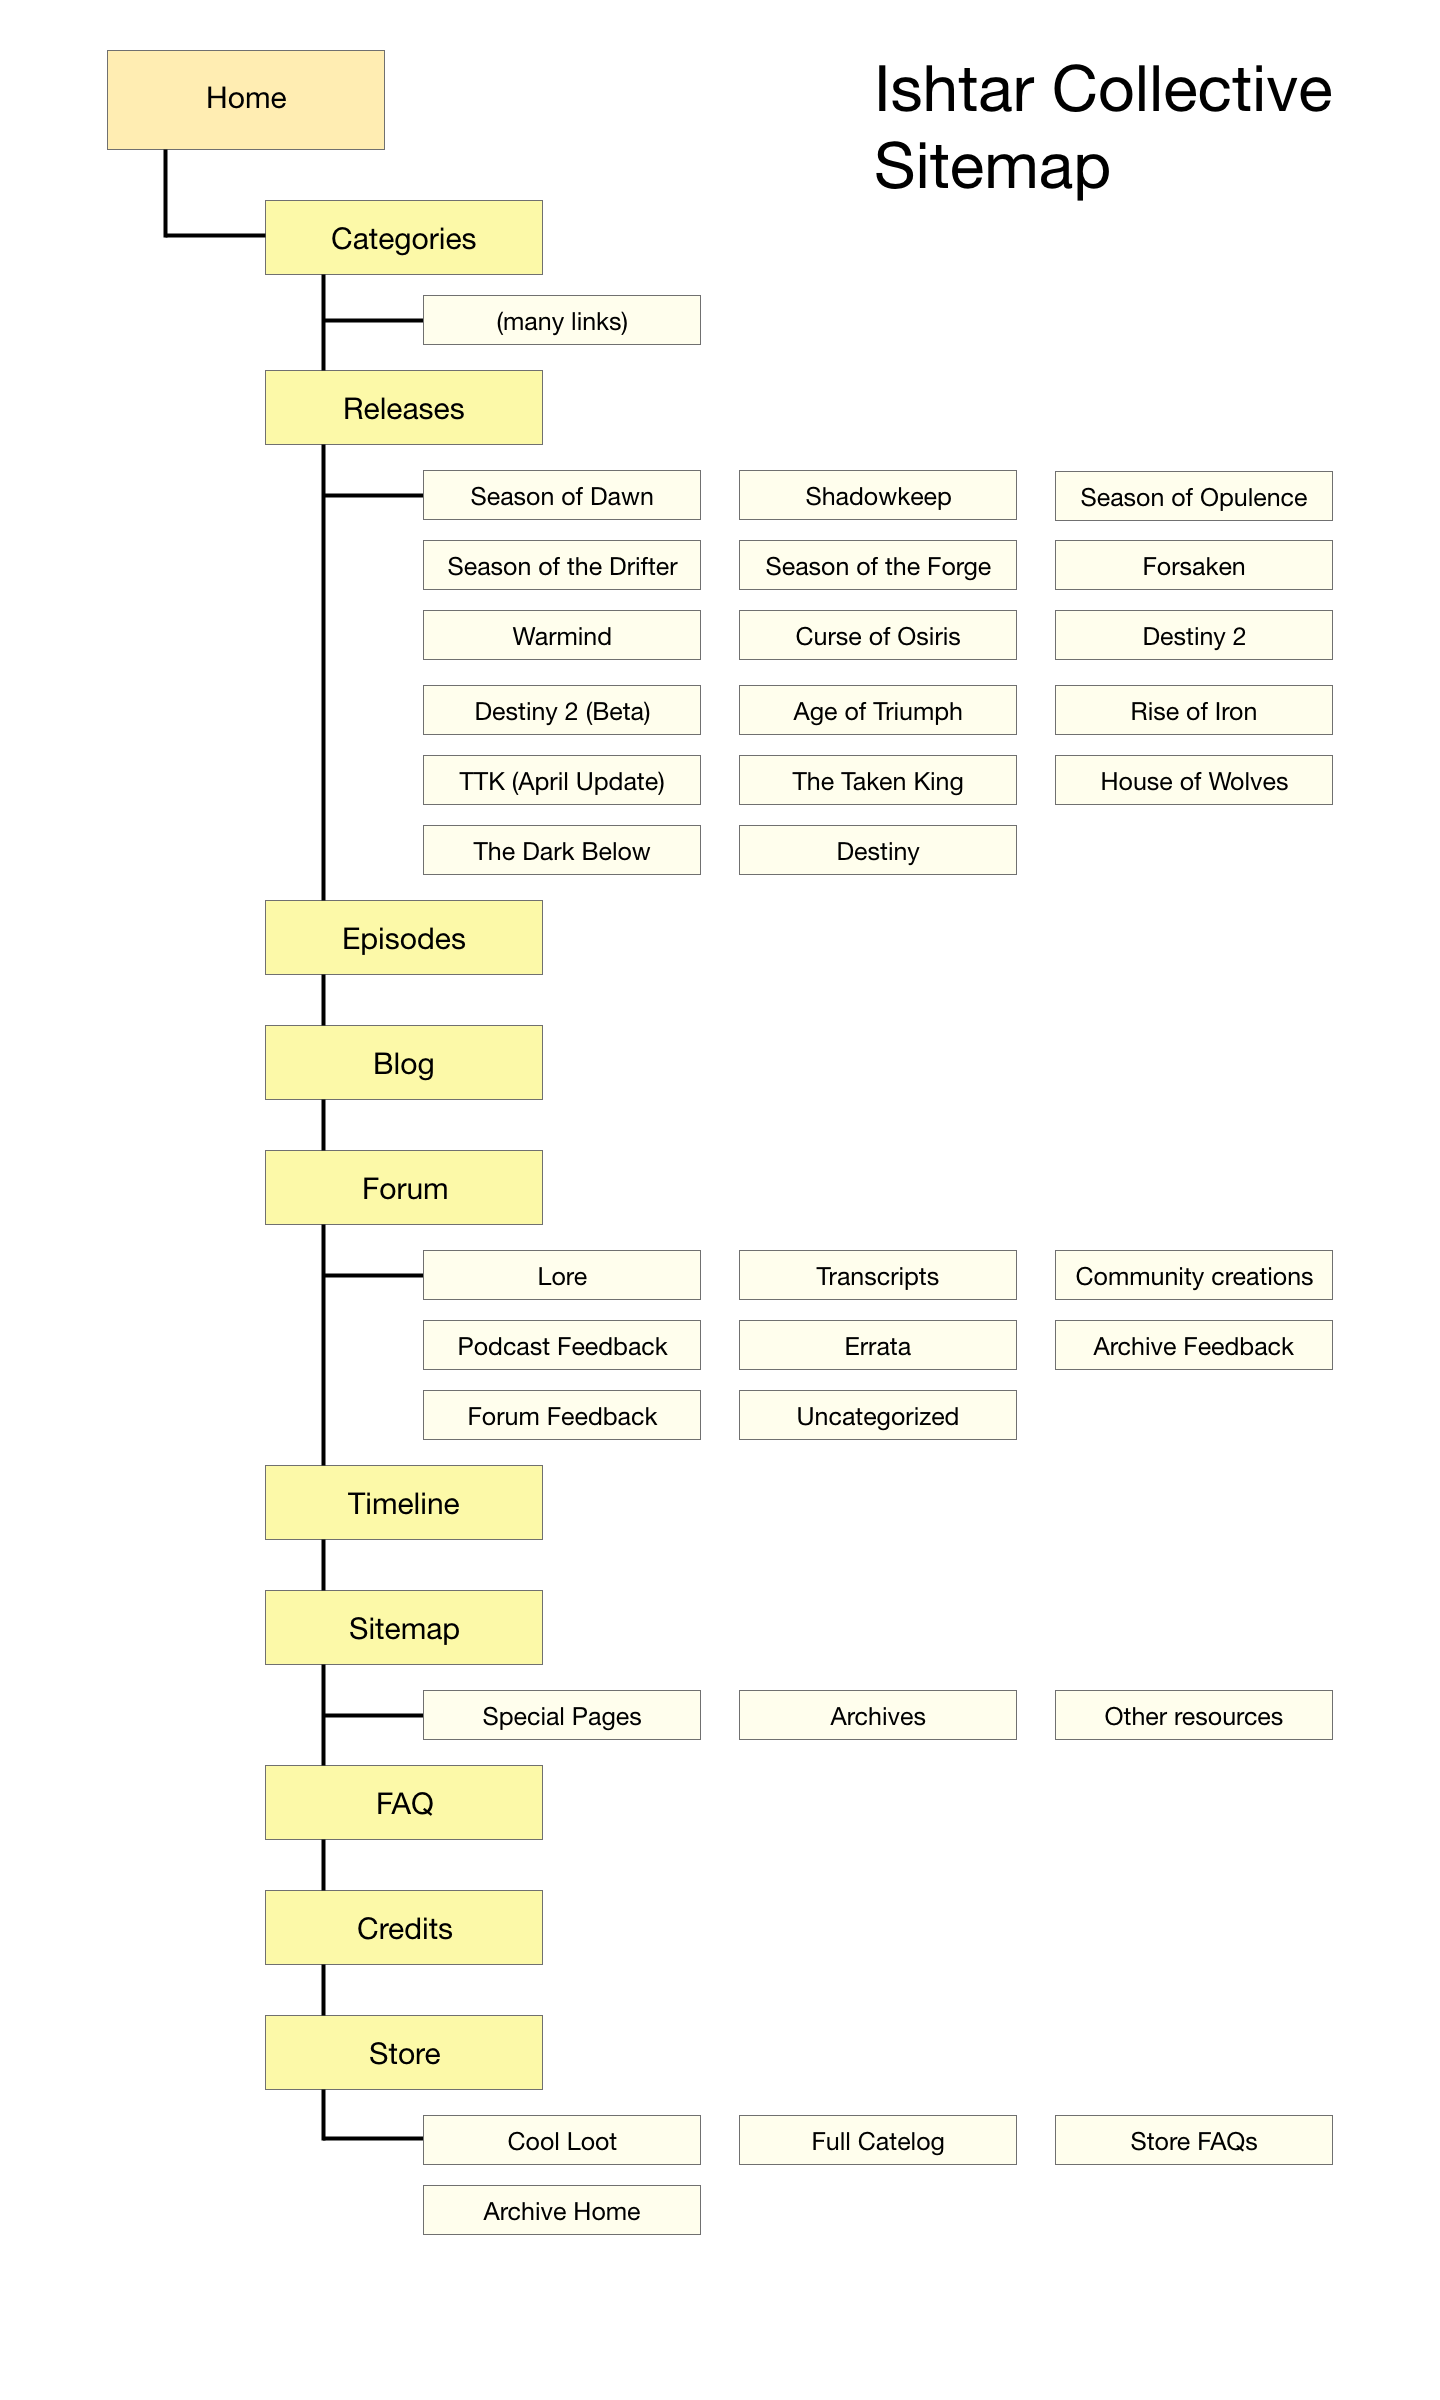 Home
Ishtar Collective
Sitemap
Categories
(many links)
Releases
Season of Dawn
Shadowkeep
Season of Opulence
Season of the Drifter
Season of the Forge
Forsaken
Warmind
Curse of Osiris
Destiny 2
Destiny 2 (Beta)
Age of Triumph
Rise of Iron
TTK (April Update)
The Taken King
House of Wolves
The Dark Below
Destiny
Episodes
Blog
Forum
Lore
Transcripts
Community creations
Podcast Feedback
Errata
Archive Feedback
Forum Feedback
Uncategorized
Timeline
Sitemap
Special Pages
Archives
Other resources
FAQ
Credits
Store
Cool Loot
Full Catelog
Store FAQs
Archive Home